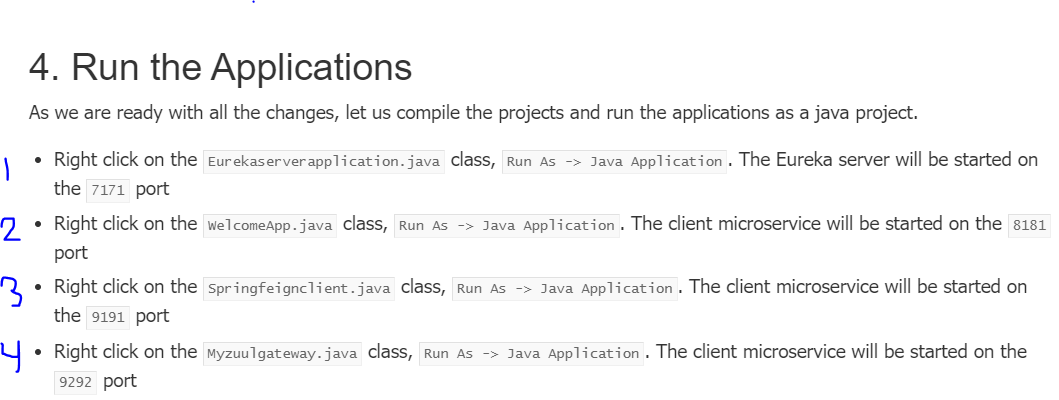 4. Run the Applications
As we are ready with all the changes, let us compile the projects and run the applications as a java project.
1 • Right click on the Eurekaserverapplication.java class, Run As -> Java Application. The Eureka server will be started on
the 7171 port
2 • Right click on the WelcomeApp.java class, Run As -> Java Application. The client microservice will be started on the 8181
port
3 • Right click on the Springfeignclient.java class, Run As -> Java Application. The client microservice will be started on
the 9191 port
4 • Right click on the Myzuulgateway.java class, Run As -> Java Application. The client microservice will be started on the
9292 port